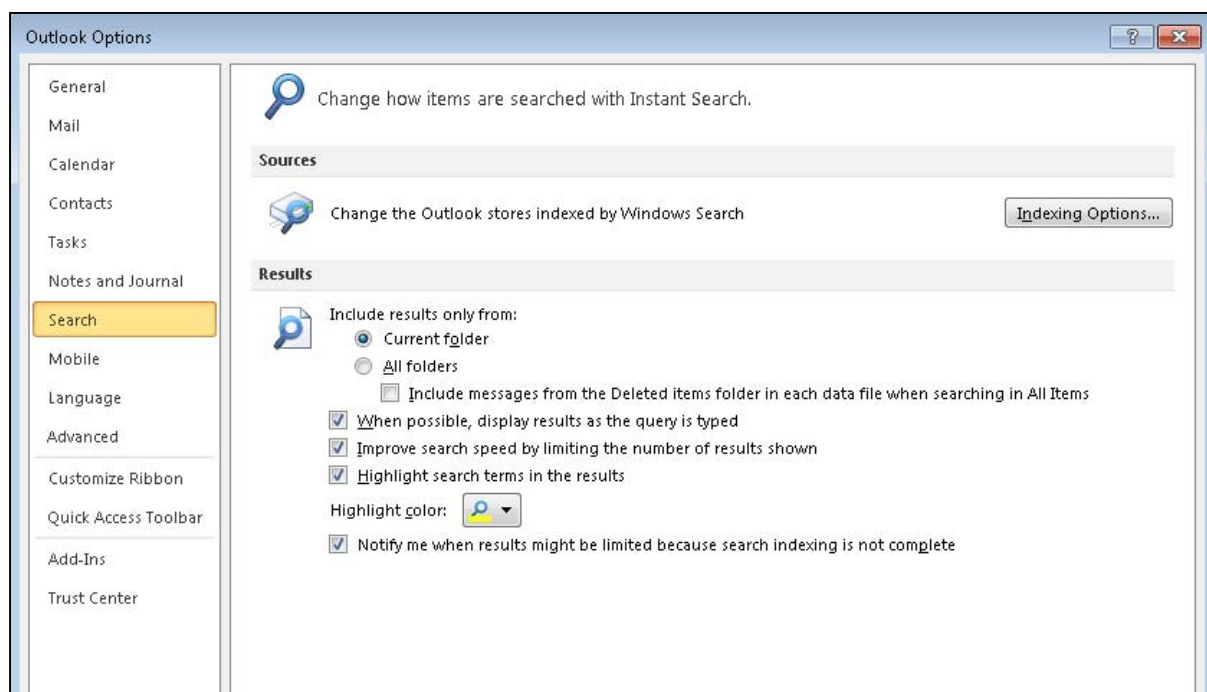 Outlook Options
General
Mail
Calendar
Contacts
Tasks
Notes and Journal
Search
Mobile
Language
Advanced
Customize Ribbon
Quick Access Toolbar
Add-Ins
Trust Center
Change how items are searched with Instant Search.
Sources
Change the Outlook stores indexed by Windows Search
Indexing Options...
Results
Include results only from:
Current folder
All folders
Include messages from the Deleted items folder in each data file when searching in All Items
When possible, display results as the query is typed
Improve search speed by limiting the number of results shown
Highlight search terms in the results
Highlight color:
Notify me when results might be limited because search indexing is not complete